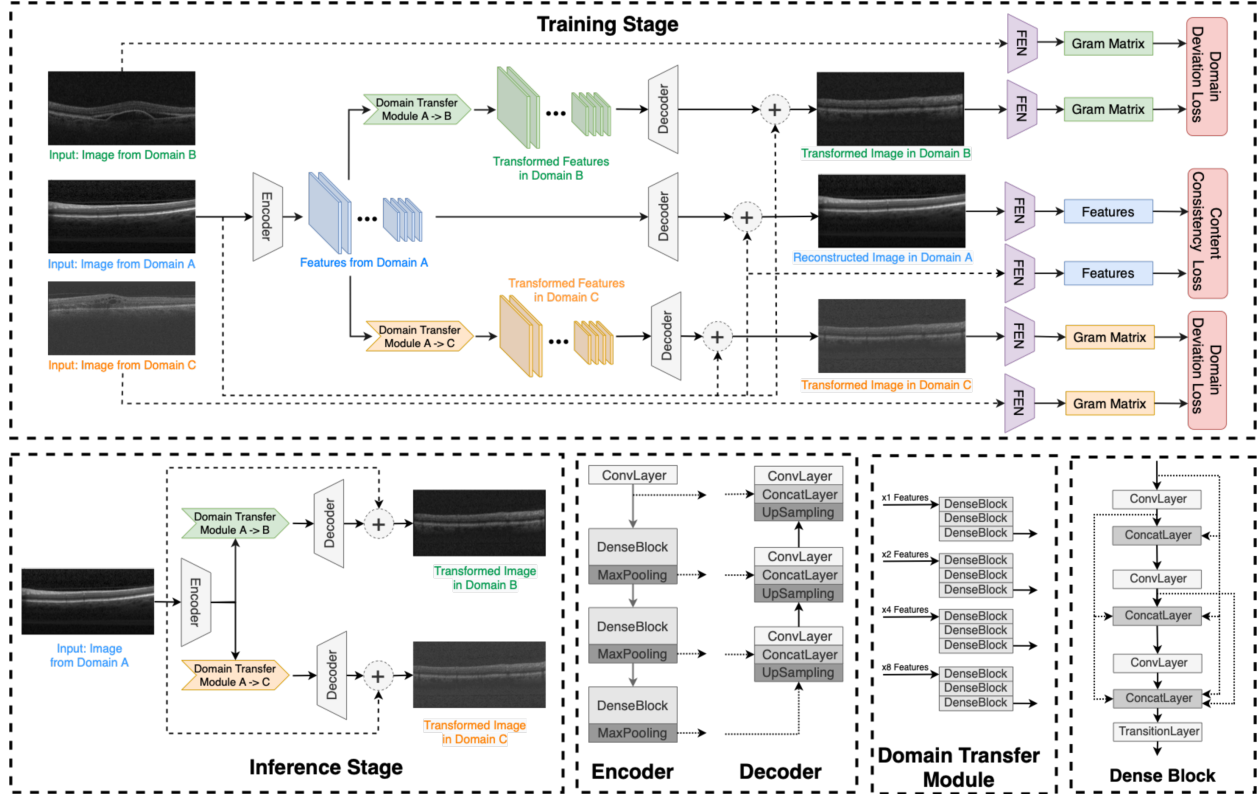 Training Stage
Input: Image from Domain B
Input: Image from Domain A
Input: Image from Domain C
Encoder
Features from Domain A
Domain Transfer
Module A -> B
Transformed Features
in Domain B
Decoder
+
Transformed Image in Domain B
FEN
Gram Matrix
FEN
Gram Matrix
Domain
Deviation Loss
Decoder
+
Reconstructed Image in Domain A
FEN
Features
FEN
Features
Content
Consistency Loss
Domain Transfer
Module A -> C
Transformed Features
in Domain C
Decoder
+
Transformed Image in Domain C
FEN
Gram Matrix
FEN
Gram Matrix
Domain
Deviation Loss
Input: Image
from Domain A
Encoder
Domain Transfer
Module A -> B
Decoder
+
Transformed Image
in Domain B
Domain Transfer
Module A -> C
Decoder
+
Transformed Image
in Domain C
Inference Stage
ConvLayer
DenseBlock
MaxPooling
DenseBlock
MaxPooling
DenseBlock
MaxPooling
Encoder
ConvLayer
ConcatLayer
UpSampling
ConvLayer
ConcatLayer
UpSampling
ConvLayer
ConcatLayer
UpSampling
Decoder
x1 Features
DenseBlock
DenseBlock
DenseBlock
x2 Features
DenseBlock
DenseBlock
DenseBlock
x4 Features
DenseBlock
DenseBlock
DenseBlock
x8 Features
DenseBlock
DenseBlock
DenseBlock
Domain Transfer
Module
ConvLayer
ConcatLayer
ConvLayer
ConcatLayer
ConvLayer
ConcatLayer
TransitionLayer
Dense Block